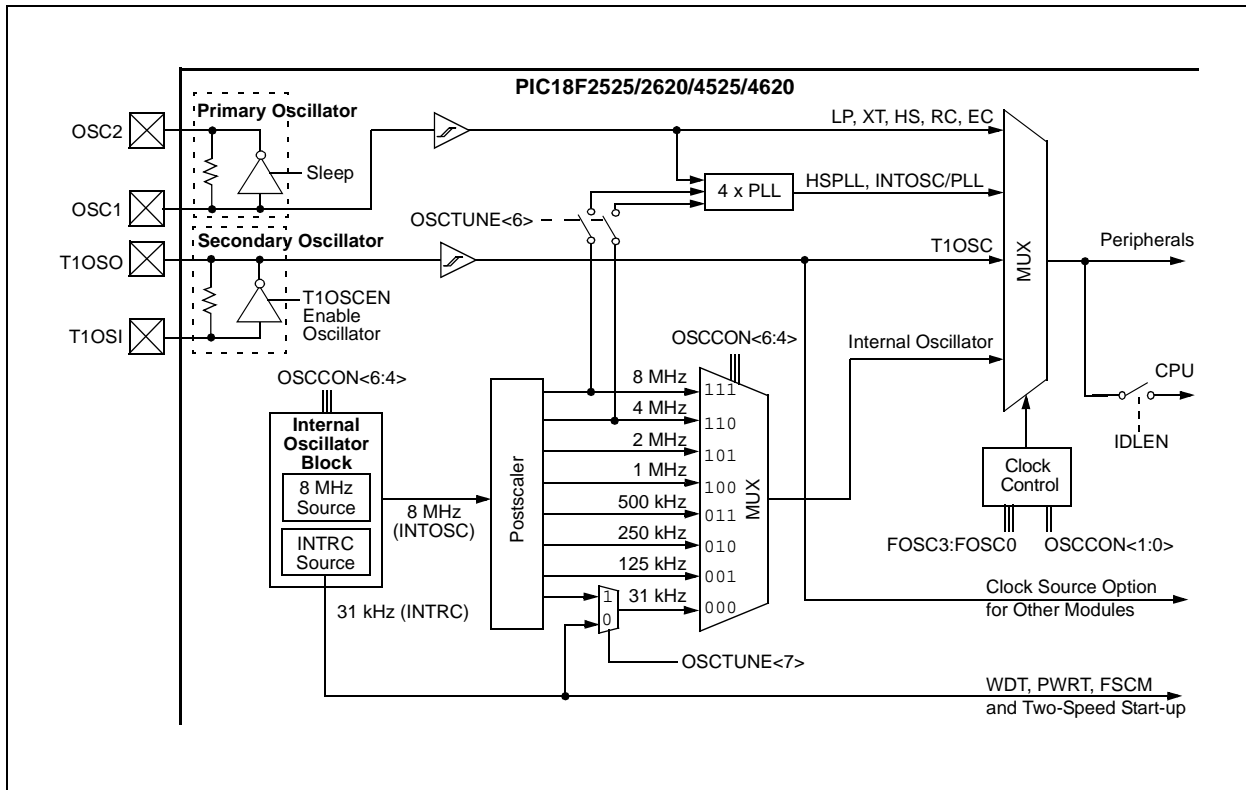 PIC18F2525/2620/4525/4620
Primary Oscillator
OSC2
Sleep
OSC1
LP, XT, HS, RC, EC
4 x PLL
HSPLL, INTOSC/PLL
OSCTUNE<6>
Secondary Oscillator
T1OSO
T1OSCEN
Enable
Oscillator
T1OSI
T1OSC
MUX
Peripherals
Internal Oscillator
CPU
IDLEN
Clock
Control
FOSC3:FOSC0
OSCCON<1:0>
OSCCON<6:4>
OSCCON<6:4>
Internal
Oscillator
Block
8 MHz
Source
INTRC
Source
8 MHz
(INTOSC)
31 kHz (INTRC)
Postscaler
8 MHz
111
4 MHz
110
2 MHz
101
1 MHz
100
500 kHz
011
250 kHz
010
125 kHz
001
1
0
31 kHz
000
MUX
OSCTUNE<7>
Clock Source Option
for Other Modules
WDT, PWRT, FSCM
and Two-Speed Start-up